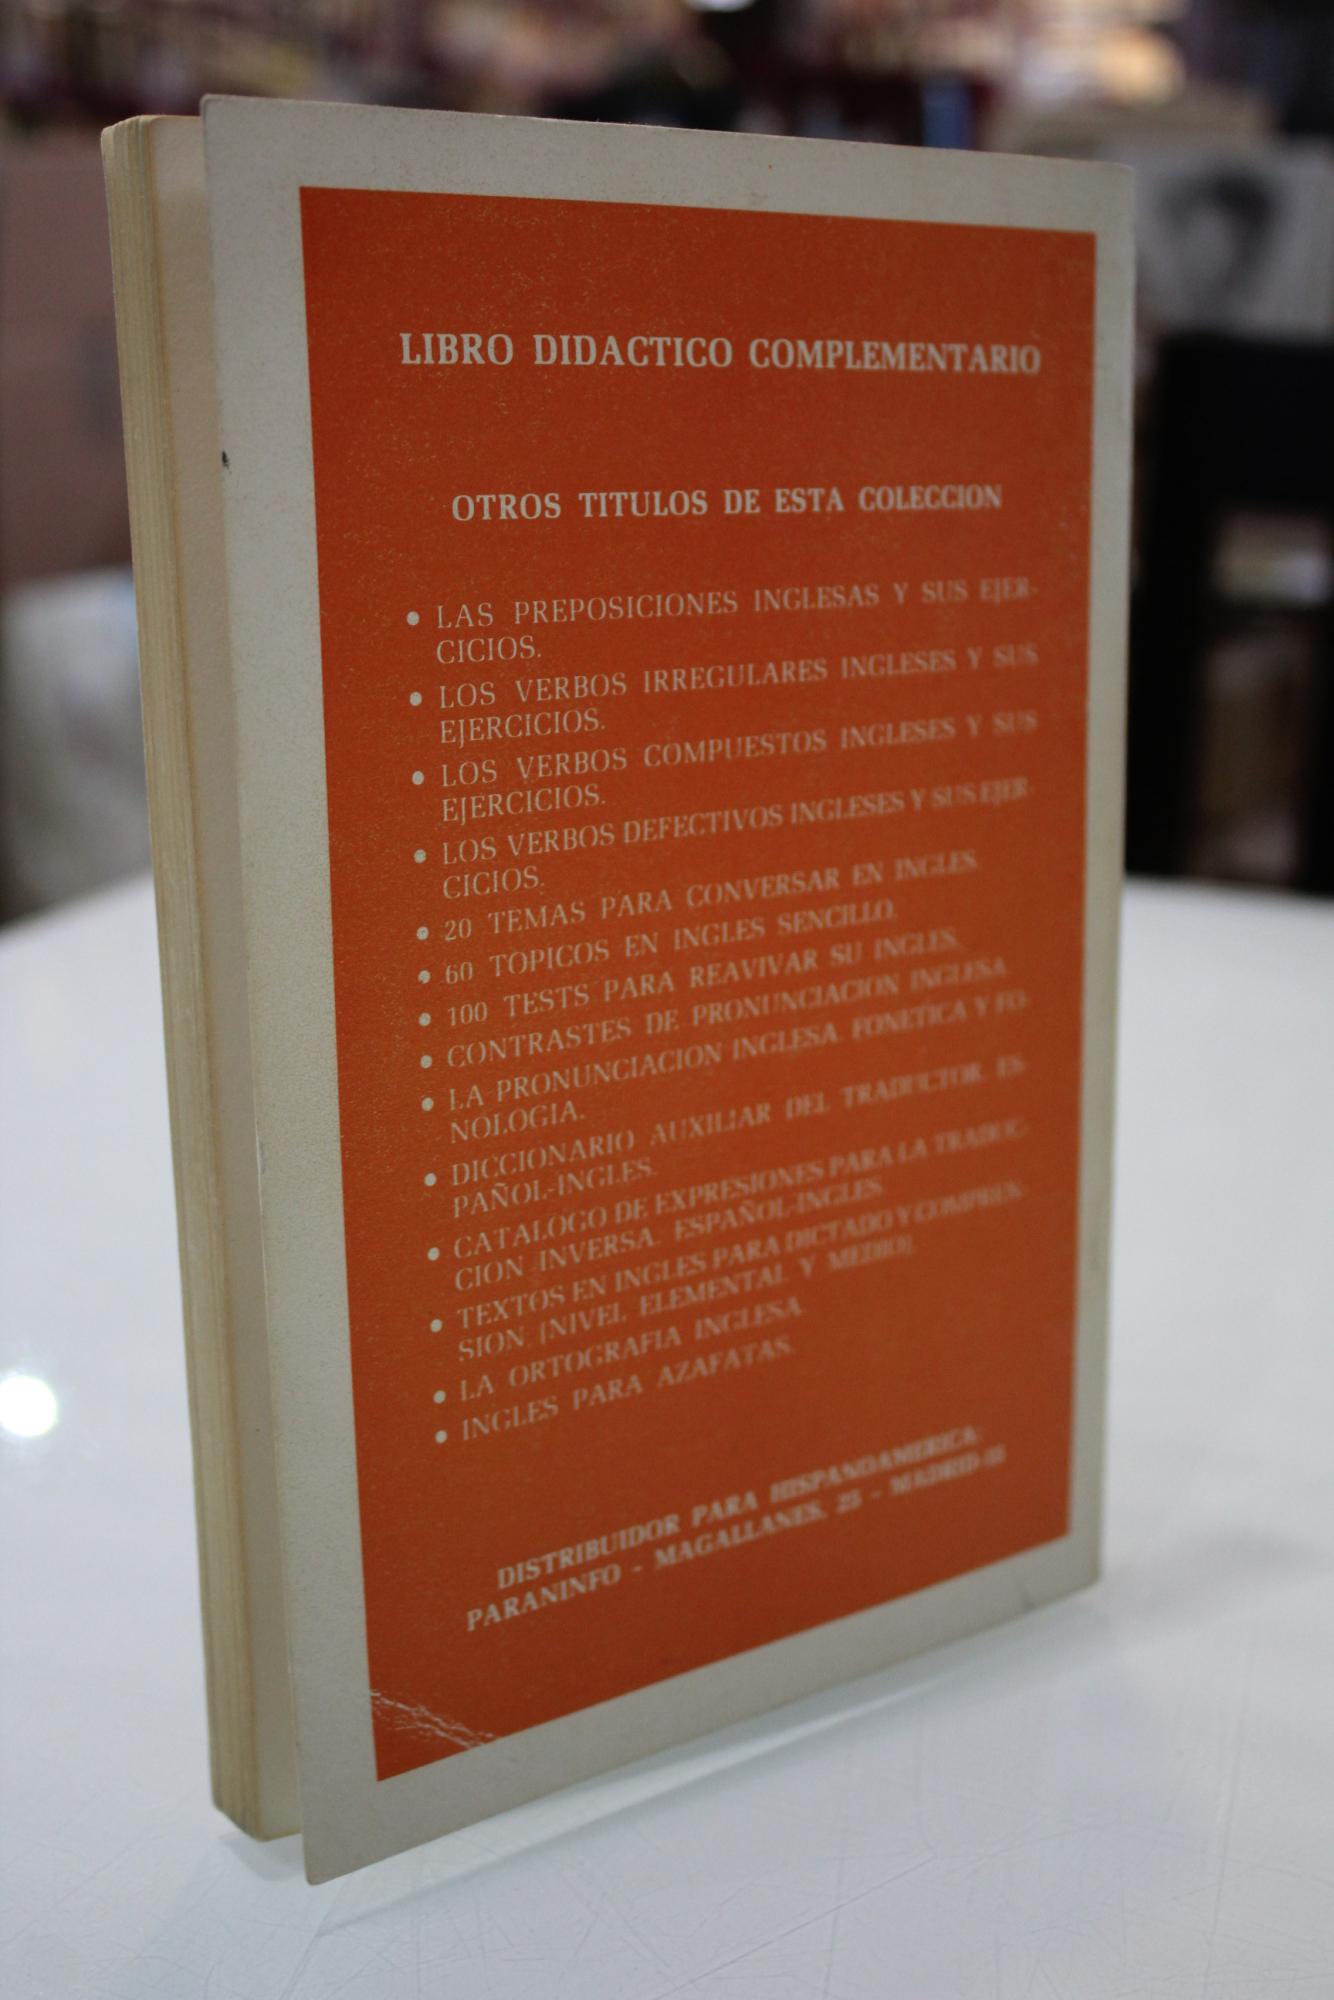 LIBRO DIDACTICO COMPLEMENTARIO
OTROS TITULOS DE ESTA COLECCION
• LAS PREPOSICIONES INGLESAS Y SUS EJER-
CICIOS.
• LOS VERBOS IRREGULARES INGLESES Y SUS
EJERCICIOS.
• LOS VERBOS COMPUESTOS INGLESES Y SUS
EJERCICIOS.
• LOS VERBOS DEFECTIVOS INGLESES Y SUS EJER-
CICIOS.
• 20 TEMAS PARA CONVERSAR EN INGLES.
• 60 TOPICOS EN INGLES SENCILLO.
• 100 TESTS PARA REAVIVAR SU INGLES.
• CONTRASTES DE PRONUNCIACION INGLESA
• LA PRONUNCIACION INGLESA. FONETICA Y FO-
NOLOGIA.
• DICCIONARIO AUXILIAR DEL TRADUCTOR. ES-
PAÑOL-INGLES.
• CATALOGO DE EXPRESIONES PARA LA TRADUC-
CION INVERSA. ESPAÑOL-INGLES.
• TEXTOS EN INGLES PARA DICTADO Y COMPREN-
SION [NIVEL ELEMENTAL Y MEDIO].
• LA ORTOGRAFIA INGLESA.
• INGLES PARA AZAFATAS.
DISTRIBUIDOR PARA HISPANOAMERICA:
PARANINFO - MAGALLANES, 25 - MADRID-